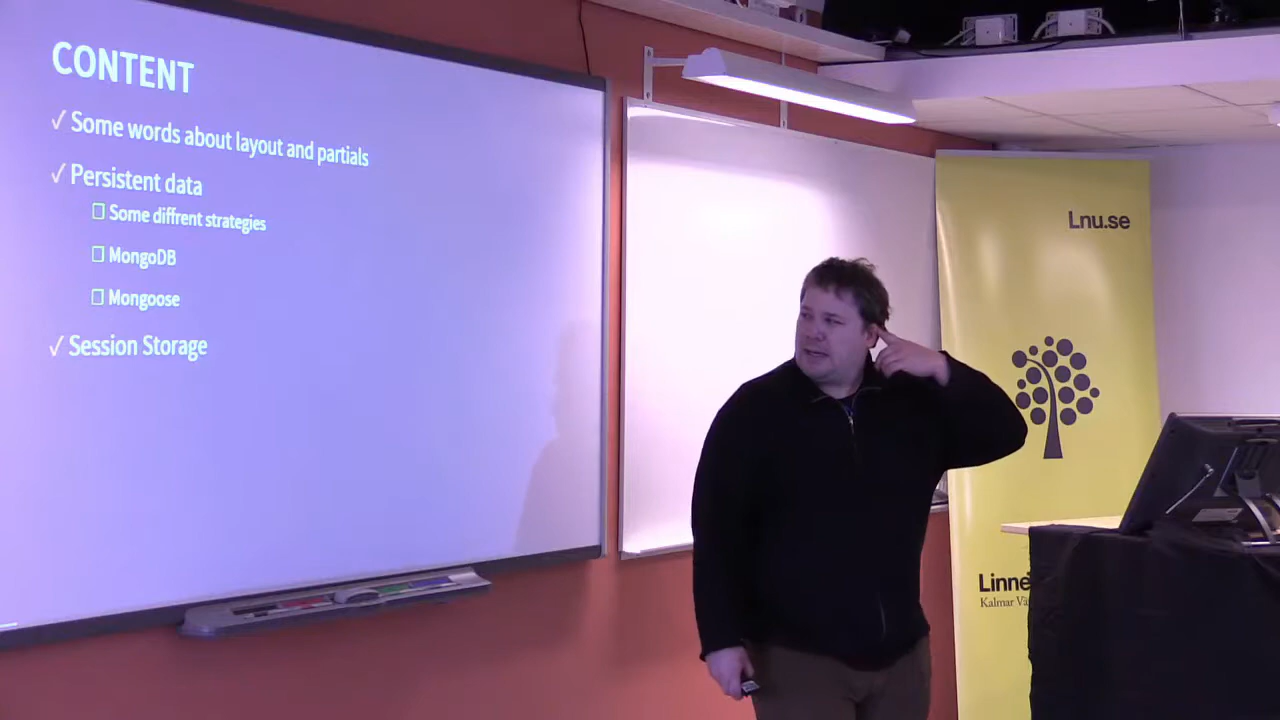 CONTENT
✓ Some words about layout and partials
✓ Persistent data
☐ Some diffrent strategies
☐ MongoDB
☐ Mongoose
✓ Session Storage
Lnu.se
Linne
Kalmar Vä